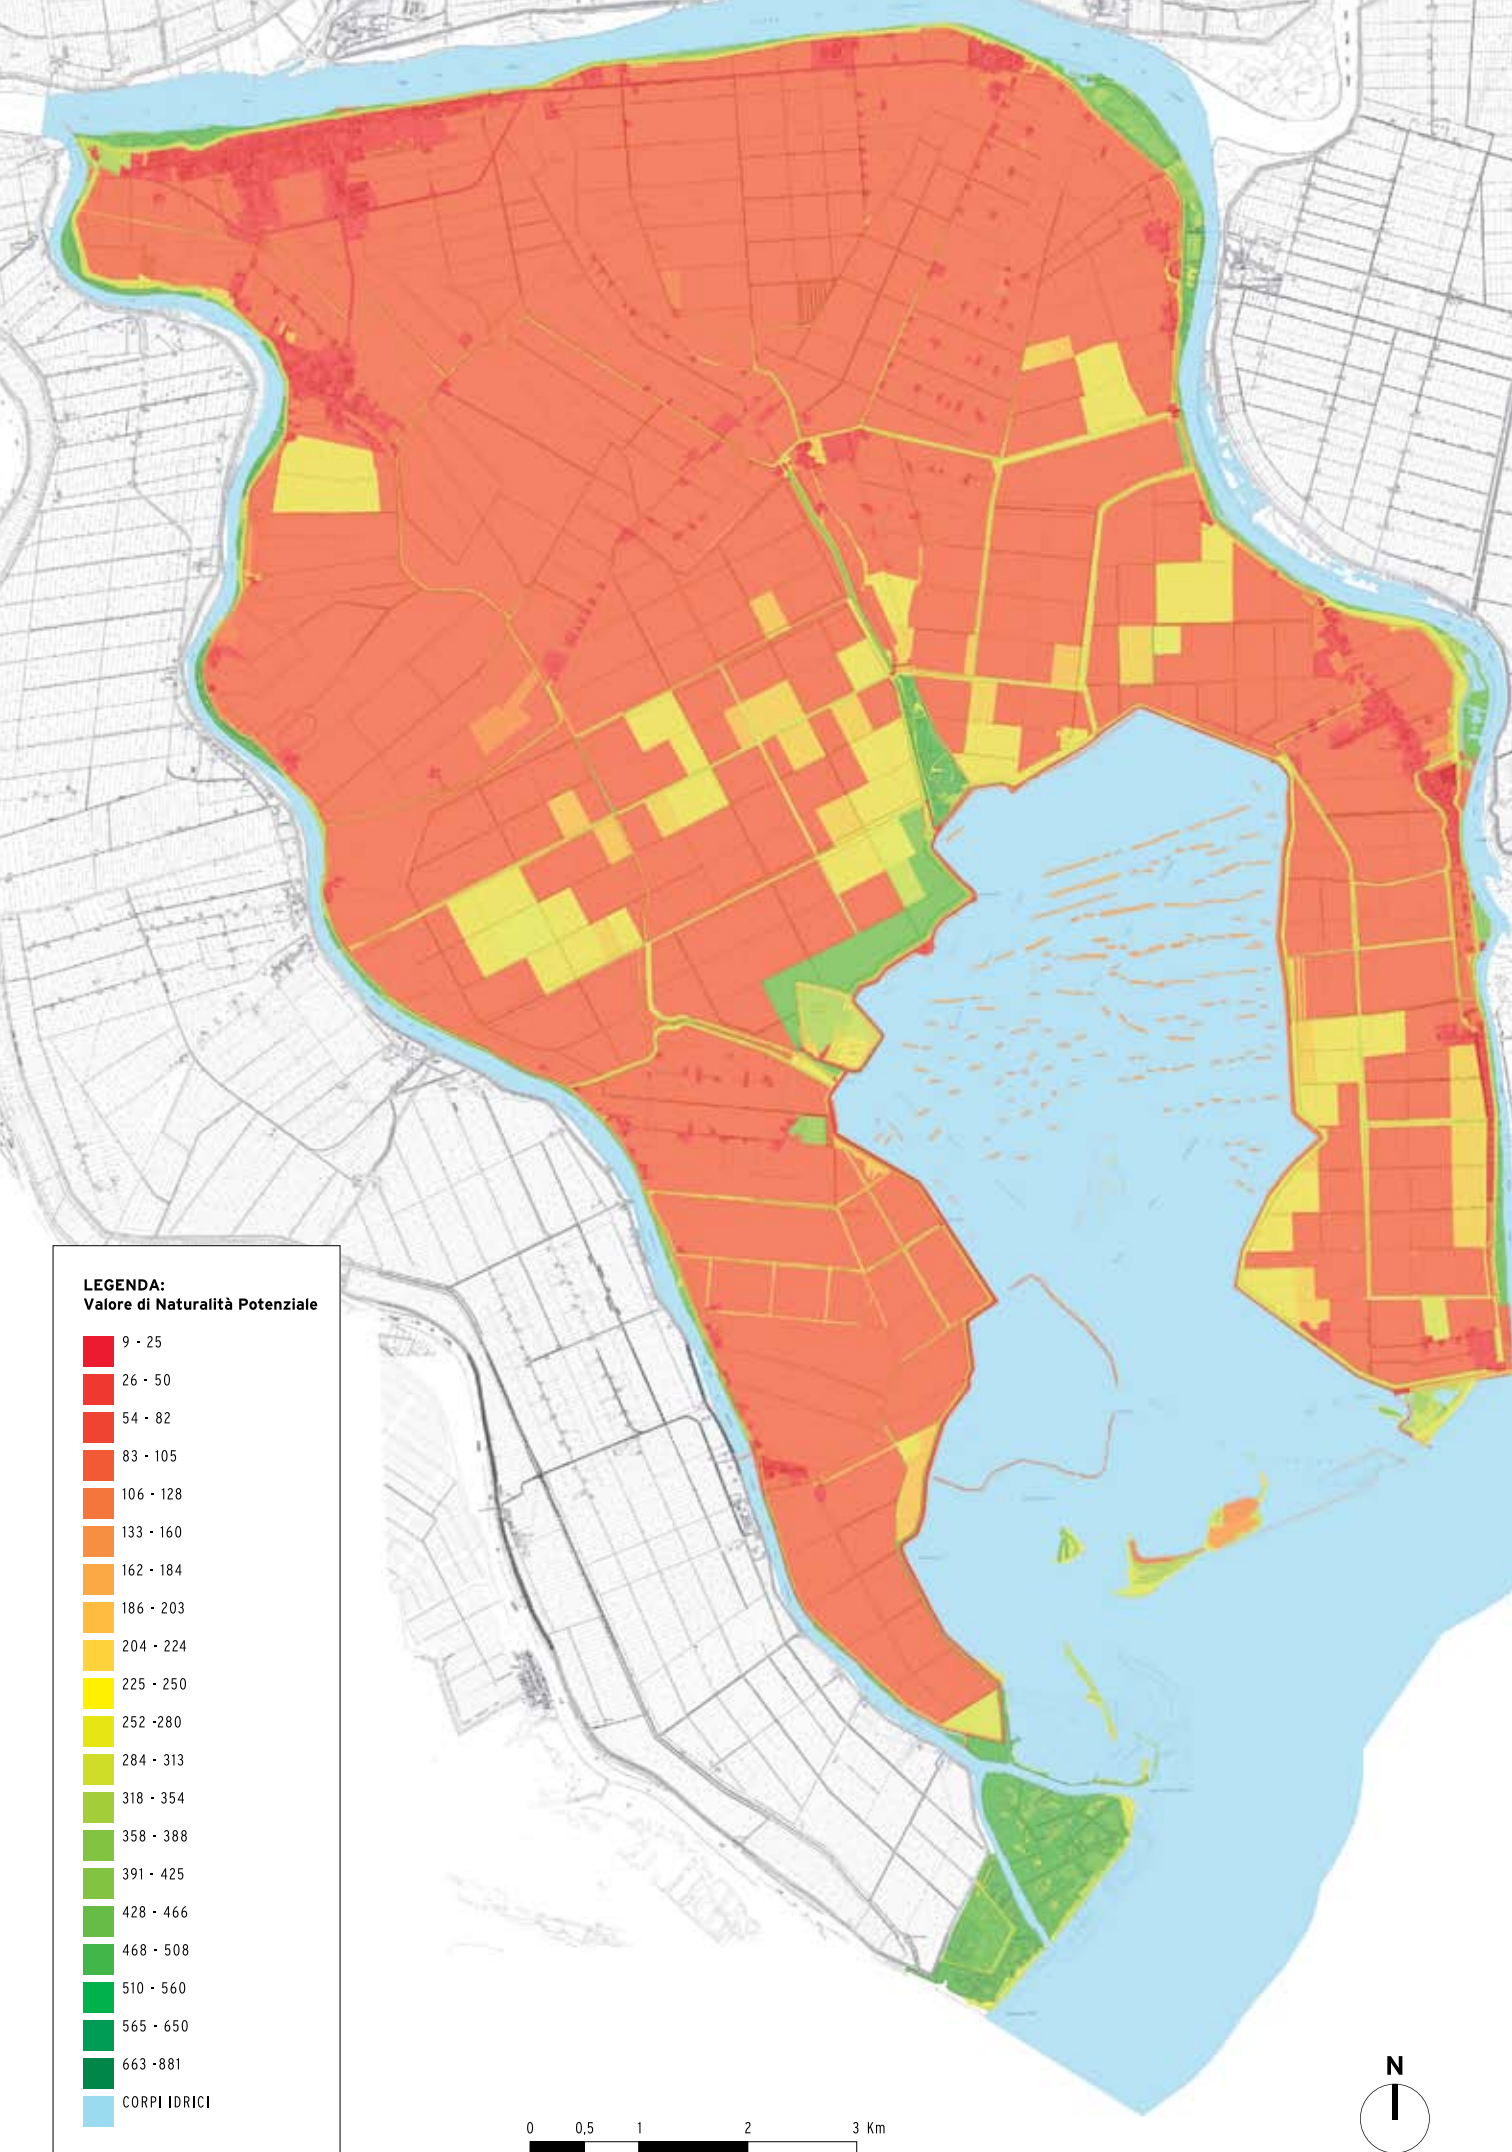 LEGENDA:
Valore di Naturalità Potenziale
9 - 25
26 - 50
54 - 82
83 - 105
106 - 128
133 - 160
162 - 184
186 - 203
204 - 224
225 - 250
252 -280
284 - 313
318 - 354
358 - 388
391 - 425
428 - 466
468 - 508
510 - 560
565 - 650
663 -881
CORPI IDRICI
0 0,5 1 2 3 Km
N